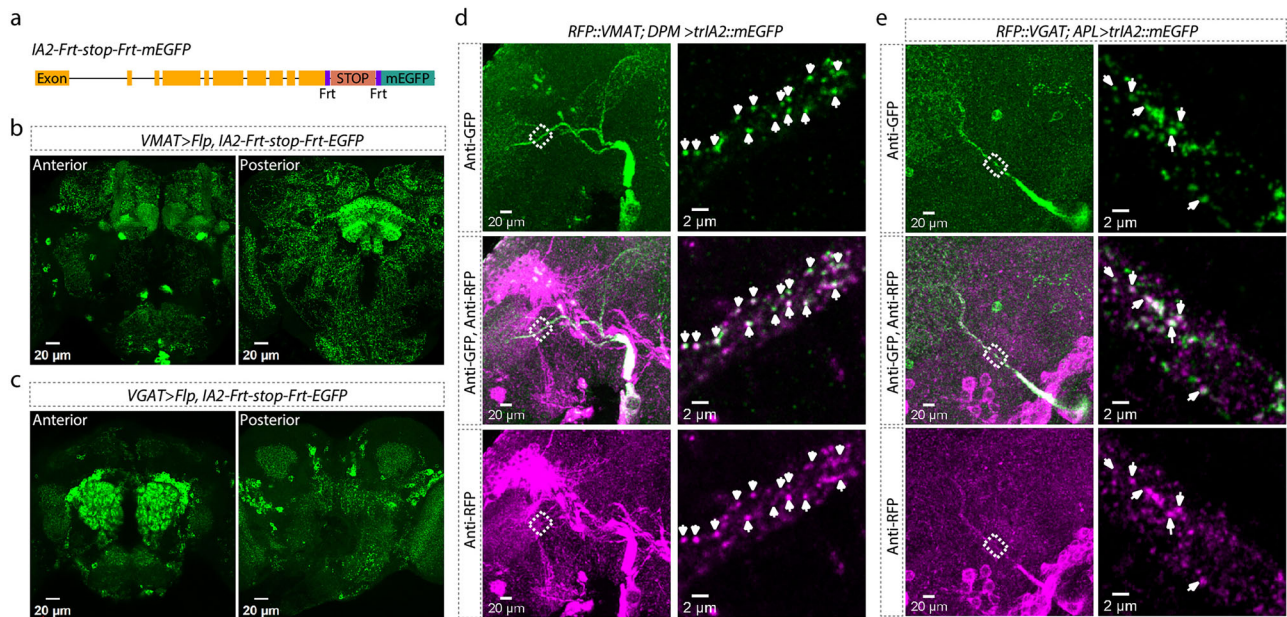 a
IA2-Frt-stop-Frt-mEGFP
Exon STOP mEGFP
Frt Frt
b
VMAT>Flp, IA2-Frt-stop-Frt-EGFP
Anterior Posterior
20 µm 20 µm
c
VGAT>Flp, IA2-Frt-stop-Frt-EGFP
Anterior Posterior
20 µm 20 µm
d
RFP::VMAT; DPM >trIA2::mEGFP
Anti-GFP
20 µm 2 µm
Anti-GFP, Anti-RFP
20 µm 2 µm
Anti-RFP
20 µm 2 µm
e
RFP::VGAT; APL>trIA2::mEGFP
Anti-GFP
20 µm 2 µm
Anti-GFP, Anti-RFP
20 µm 2 µm
Anti-RFP
20 µm 2 µm